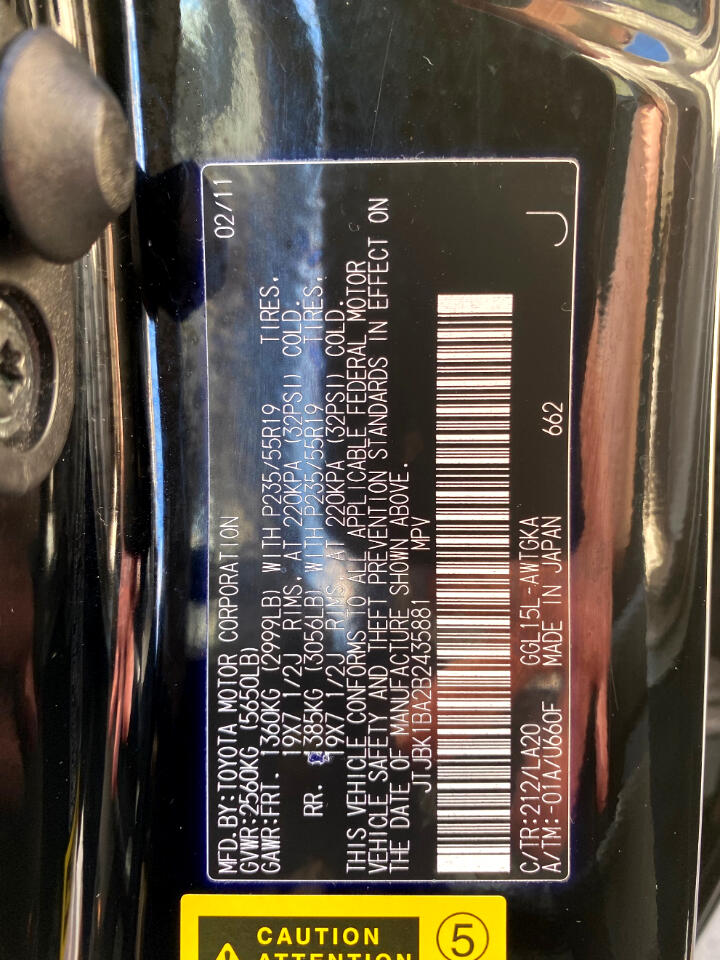 MFD.BY:TOYOTA MOTOR CORPORATION 02/11
GVWR:2560KG (5650LB)
GAWR:FRT. 1360KG (2999LB) WITH P235/55R19 TIRES,
19X7 1/2J RIMS,AT 220KPA (32PSI) COLD.
RR. 1385KG (3056LB) WITH P235/55R19 TIRES,
19X7 1/2J RIMS,AT 220KPA (32PSI) COLD.
THIS VEHICLE CONFORMS TO ALL APPLICABLE FEDERAL MOTOR
VEHICLE SAFETY AND THEFT PREVENTION STANDARDS IN EFFECT ON
THE DATE OF MANUFACTURE SHOWN ABOVE.
JTJBK1BA2B2435881 MPV
C/TR:212/LA20 GGL15L-AWTGKA 662
A/TM:-01A/U660F MADE IN JAPAN J
CAUTION
ATTENTION
5